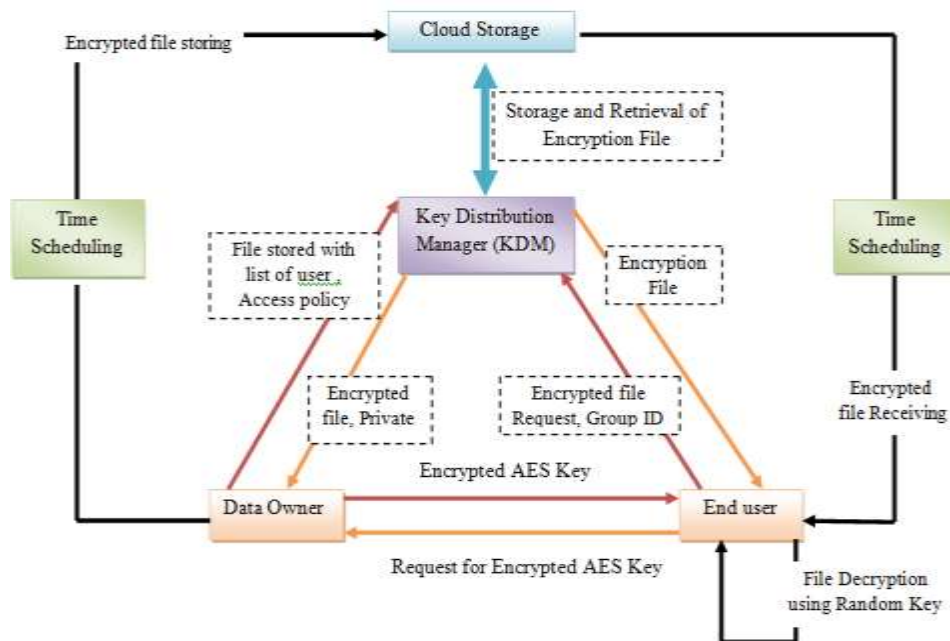 Cloud Storage
Encrypted file storing
Storage and Retrieval of
Encryption File
Time
Scheduling
Key Distribution
Manager (KDM)
Time
Scheduling
File stored with
list of user ,
Access policy
Encryption
File
Encrypted
file, Private
Encrypted file
Request, Group ID
Encrypted
file Receiving
Encrypted AES Key
Data Owner
End user
Request for Encrypted AES Key
File Decryption
using Random Key